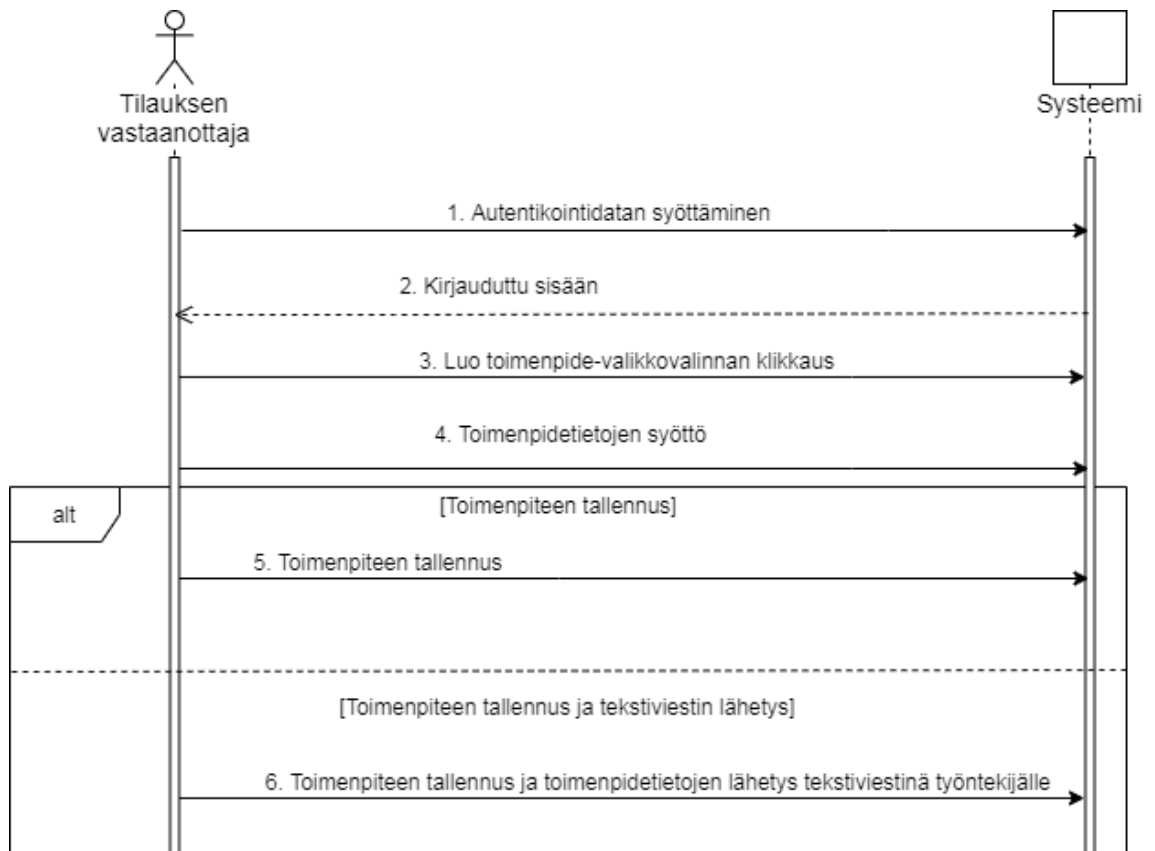 Tilauksen
vastaanottaja
Systeemi
1. Autentikointidatan syöttäminen
2. Kirjauduttu sisään
3. Luo toimenpide-valikkovalinnan klikkaus
4. Toimenpidetietojen syöttö
alt
[Toimenpiteen tallennus]
5. Toimenpiteen tallennus
[Toimenpiteen tallennus ja tekstiviestin lähetys]
6. Toimenpiteen tallennus ja toimenpidetietojen lähetys tekstiviestinä työntekijälle